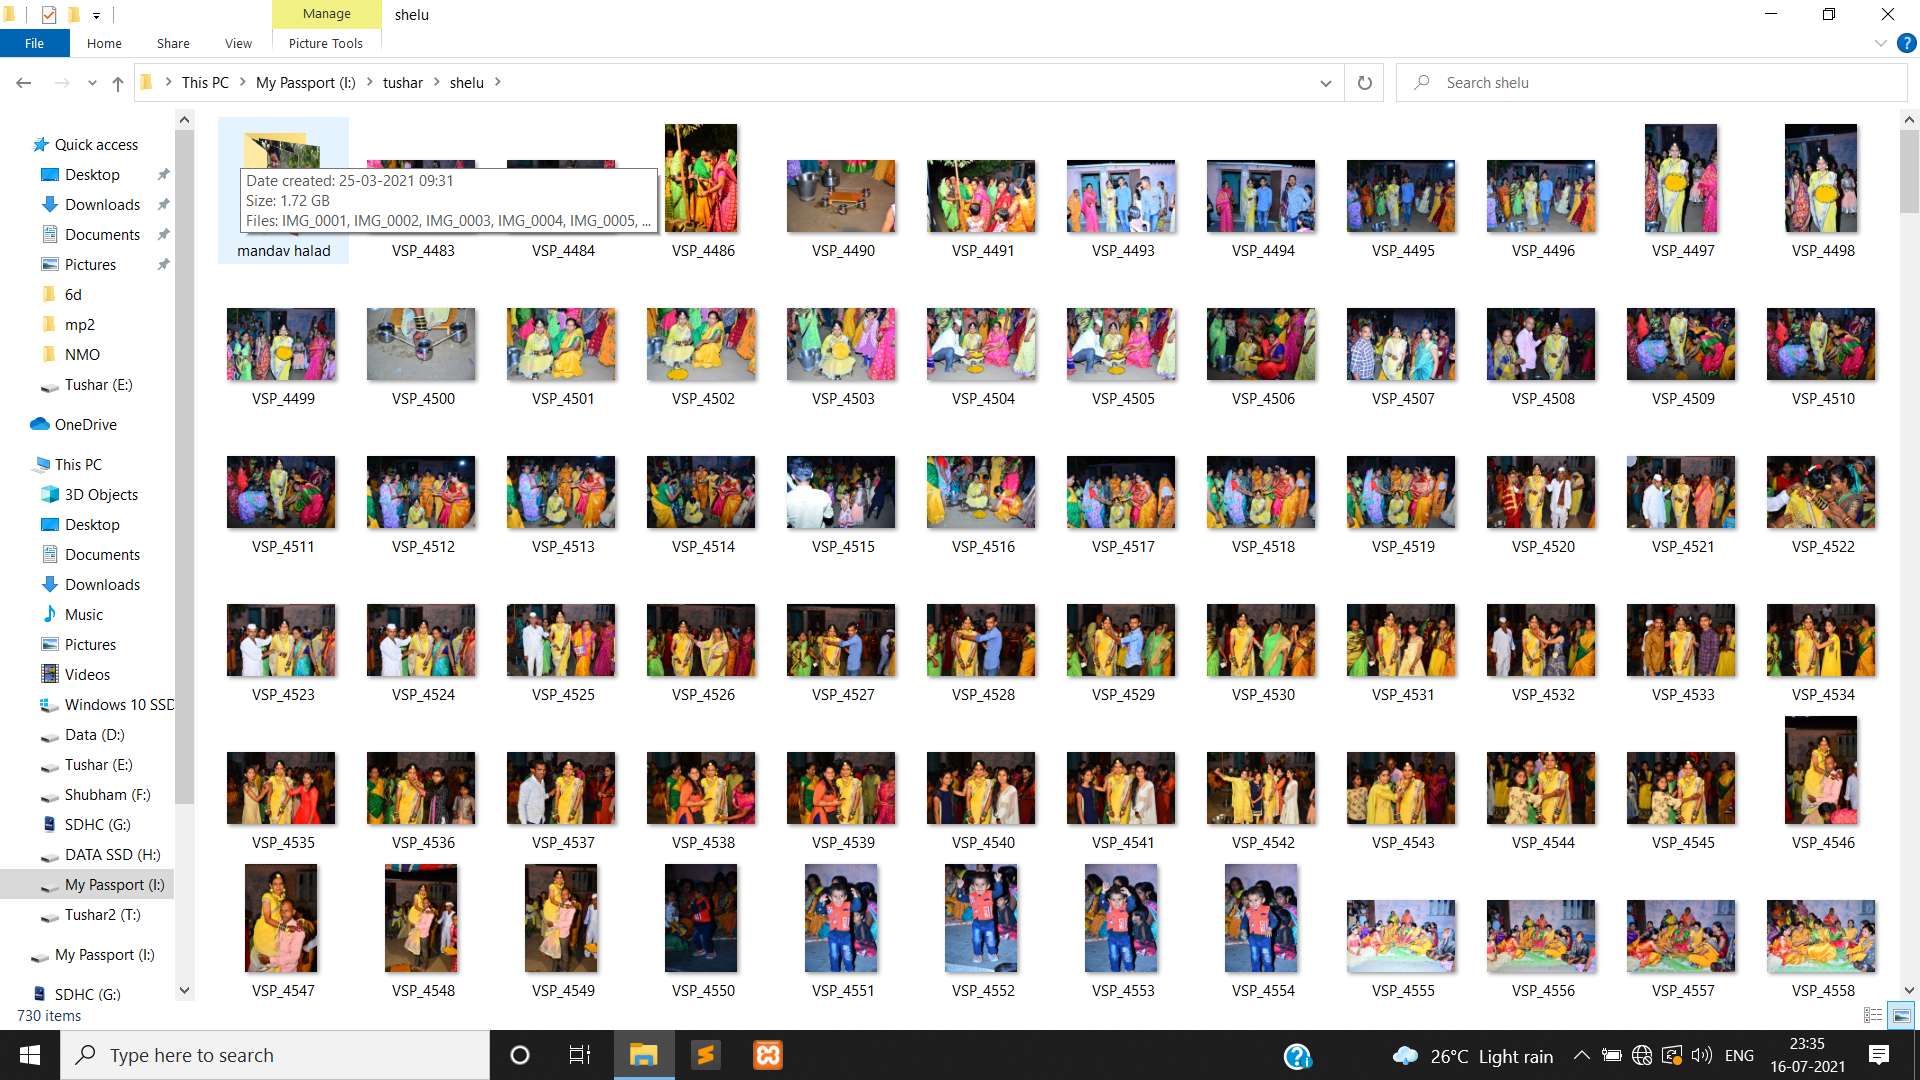 Manage
shelu
File
Home
Share
View
Picture Tools
This PC
My Passport (I:)
tushar
shelu
Search shelu
Quick access
Desktop
Downloads
Documents
Pictures
6d
mp2
NMO
Tushar (E:)
OneDrive
This PC
3D Objects
Desktop
Documents
Downloads
Music
Pictures
Videos
Windows 10 SSD
Data (D:)
Tushar (E:)
Shubham (F:)
SDHC (G:)
DATA SSD (H:)
My Passport (I:)
Tushar2 (T:)
My Passport (I:)
SDHC (G:)
Date created: 25-03-2021 09:31
Size: 1.72 GB
Files: IMG_0001, IMG_0002, IMG_0003, IMG_0004, IMG_0005, ...
mandav halad VSP_4483 VSP_4484 VSP_4486 VSP_4490 VSP_4491 VSP_4493 VSP_4494 VSP_4495 VSP_4496 VSP_4497 VSP_4498
VSP_4499 VSP_4500 VSP_4501 VSP_4502 VSP_4503 VSP_4504 VSP_4505 VSP_4506 VSP_4507 VSP_4508 VSP_4509 VSP_4510
VSP_4511 VSP_4512 VSP_4513 VSP_4514 VSP_4515 VSP_4516 VSP_4517 VSP_4518 VSP_4519 VSP_4520 VSP_4521 VSP_4522
VSP_4523 VSP_4524 VSP_4525 VSP_4526 VSP_4527 VSP_4528 VSP_4529 VSP_4530 VSP_4531 VSP_4532 VSP_4533 VSP_4534
VSP_4535 VSP_4536 VSP_4537 VSP_4538 VSP_4539 VSP_4540 VSP_4541 VSP_4542 VSP_4543 VSP_4544 VSP_4545 VSP_4546
VSP_4547 VSP_4548 VSP_4549 VSP_4550 VSP_4551 VSP_4552 VSP_4553 VSP_4554 VSP_4555 VSP_4556 VSP_4557 VSP_4558
730 items
Type here to search
26°C Light rain
ENG
23:35
16-07-2021